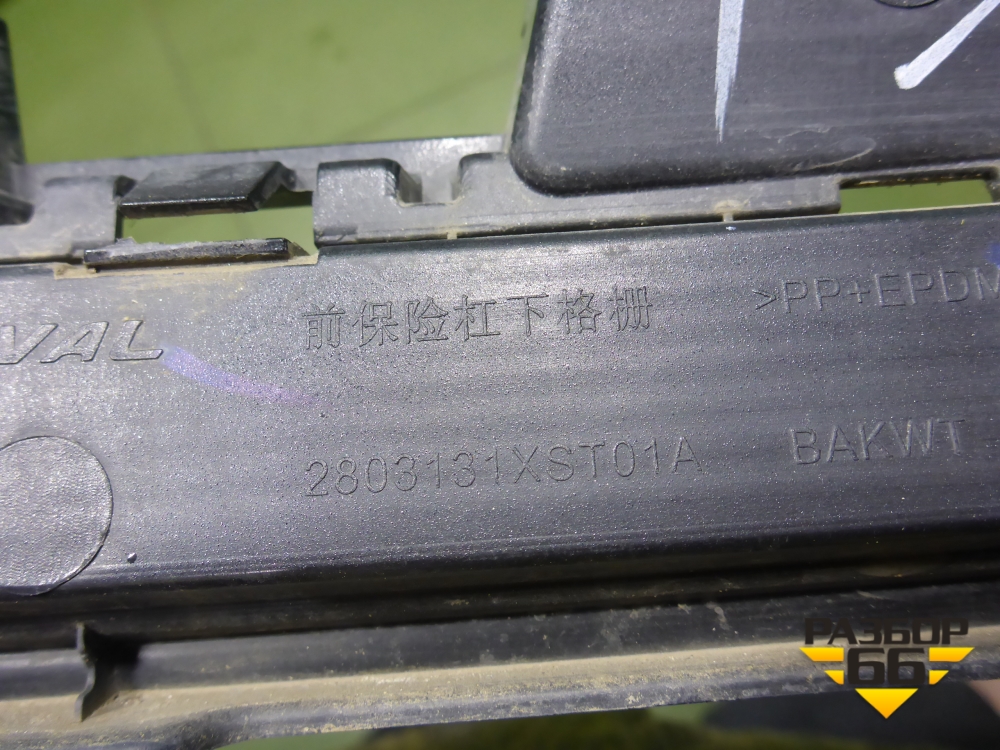 前保险杠下格栅
>PP+EPDM
VAL
2803131XST01A
BAKWT
РАЗБОР
66